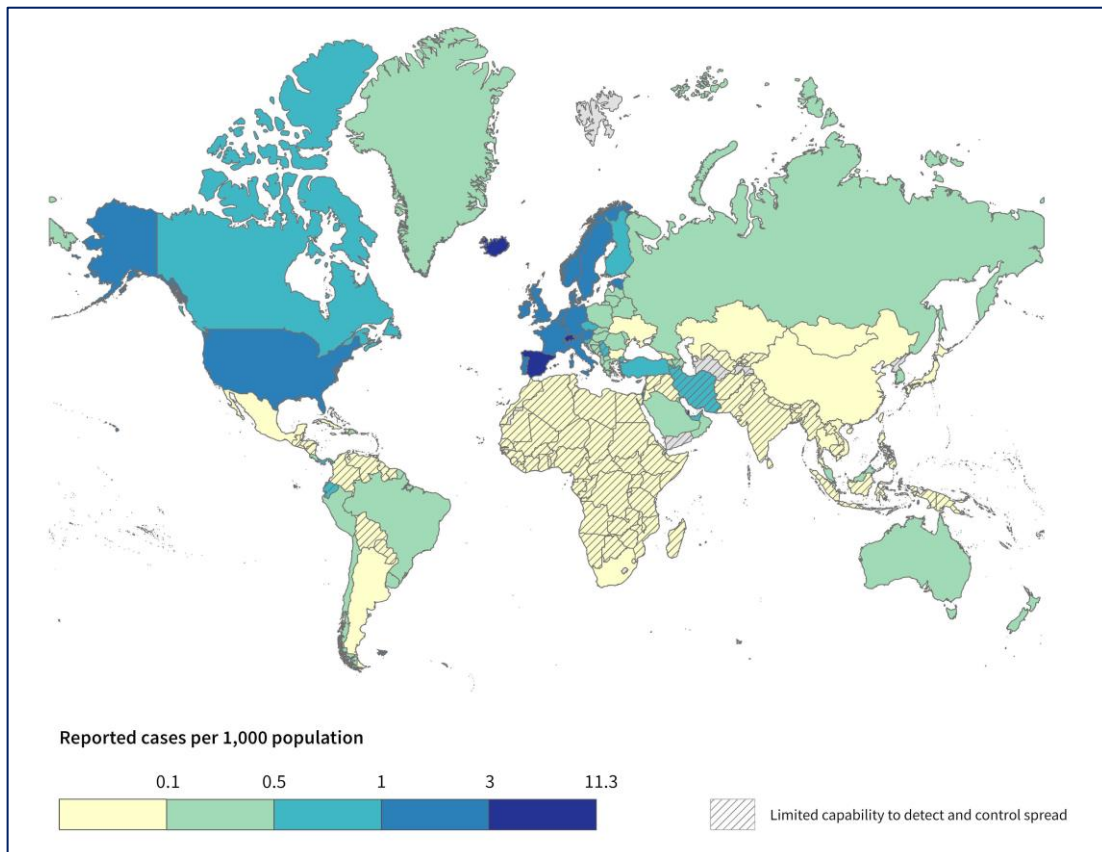 Reported cases per 1,000 population
0.1 0.5 1 3 11.3
Limited capability to detect and control spread